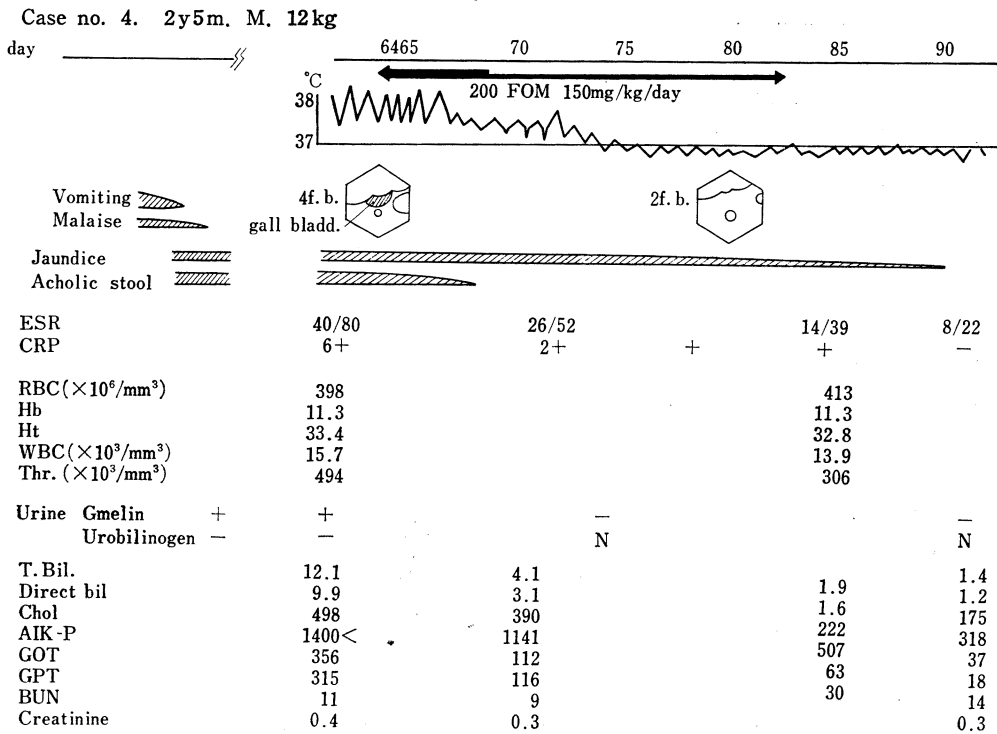 Case no. 4. 2y5m. M. 12kg
day 6465 70 75 80 85 90
°C
200 FOM 150mg/kg/day
38
37
Vomiting 4f.b. 2f.b.
Malaise gall bladd.
Jaundice
Acholic stool
ESR 40/80 26/52 14/39 8/22
CRP 6+ 2+ + + −
RBC(×10⁶/mm³) 398 413
Hb 11.3 11.3
Ht 33.4 32.8
WBC(×10³/mm³) 15.7 13.9
Thr.(×10³/mm³) 494 306
Urine Gmelin + + − −
Urobilinogen − − N N
T.Bil. 12.1 4.1 1.9 1.4
Direct bil 9.9 3.1 1.6 1.2
Chol 498 390 222 175
AIK-P 1400< 1141 507 318
GOT 356 112 63 37
GPT 315 116 30 18
BUN 11 9 14
Creatinine 0.4 0.3 0.3